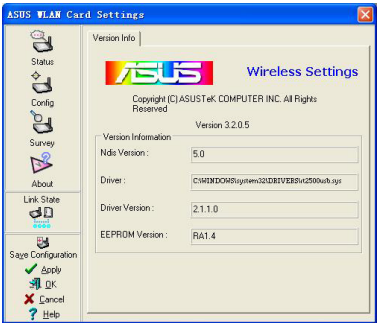 ASUS WLAN Card Settings
Status
Config
Survey
About
Link State
Save Configuration
Apply
OK
Cancel
Help
Version Info
/SUS
Wireless Settings
Copyright (C) ASUSTeK COMPUTER INC. All Rights
Reserved
Version 3.2.0.5
Version Information
Ndis Version : 5.0
Driver : C:\WINDOWS\system32\DRIVERS\rt2500usb.sys
Driver Version : 2.1.1.0
EEPROM Version : RA1.4